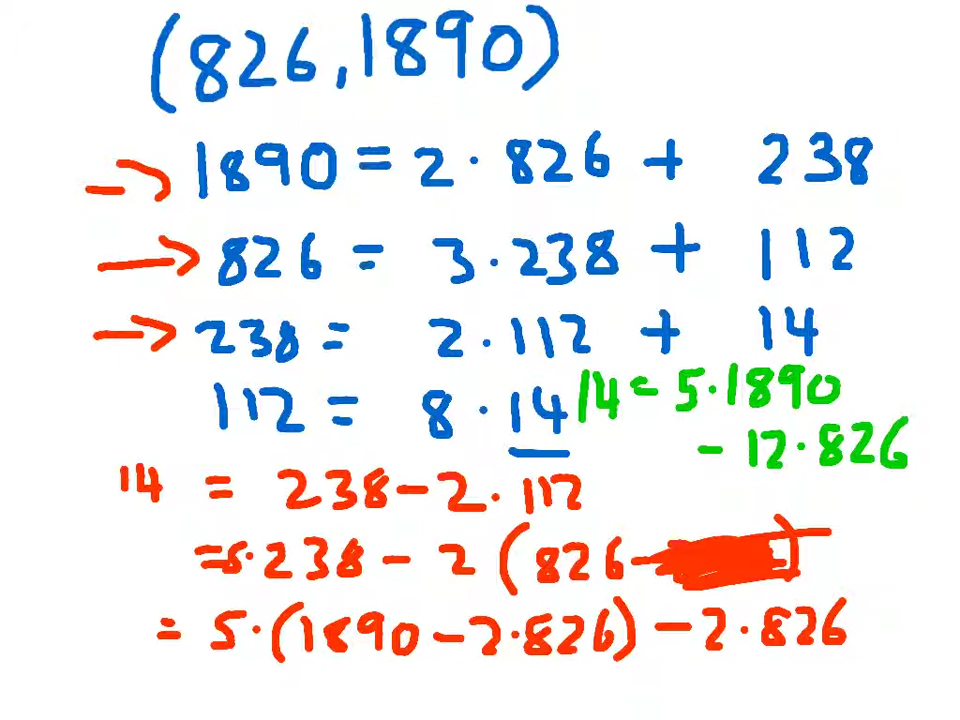 (826,1890)
1890 = 2 · 826 + 238
826 = 3 · 238 + 112
238 = 2 · 112 + 14
112 = 8 · 14
14 = 5 · 1890
- 12 · 826
14 = 238 - 2 · 112
= 5 · 238 - 2 (826 - )
= 5 · (1890 - 2 · 826) - 2 · 826